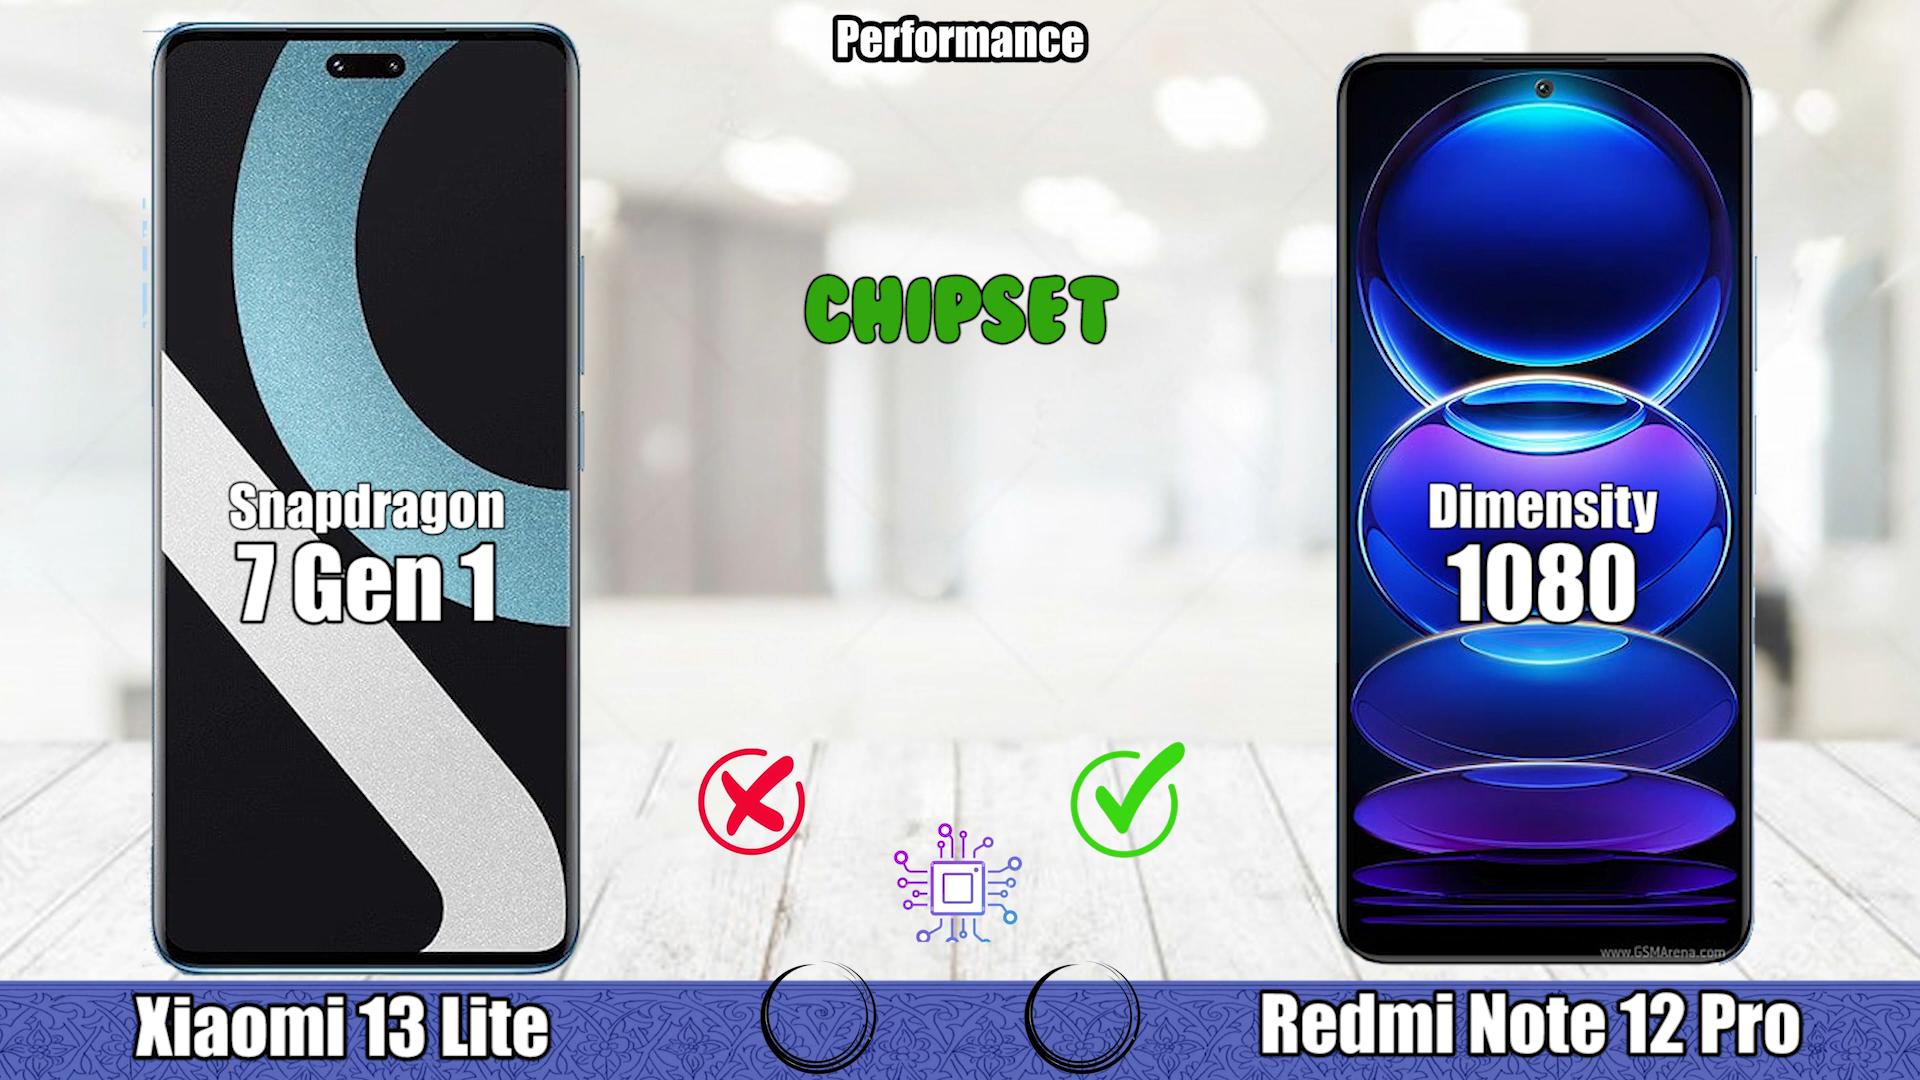 Performance
CHIPSET
Snapdragon
7 Gen 1
Dimensity
1080
www.GSMArena.com
Xiaomi 13 Lite
Redmi Note 12 Pro